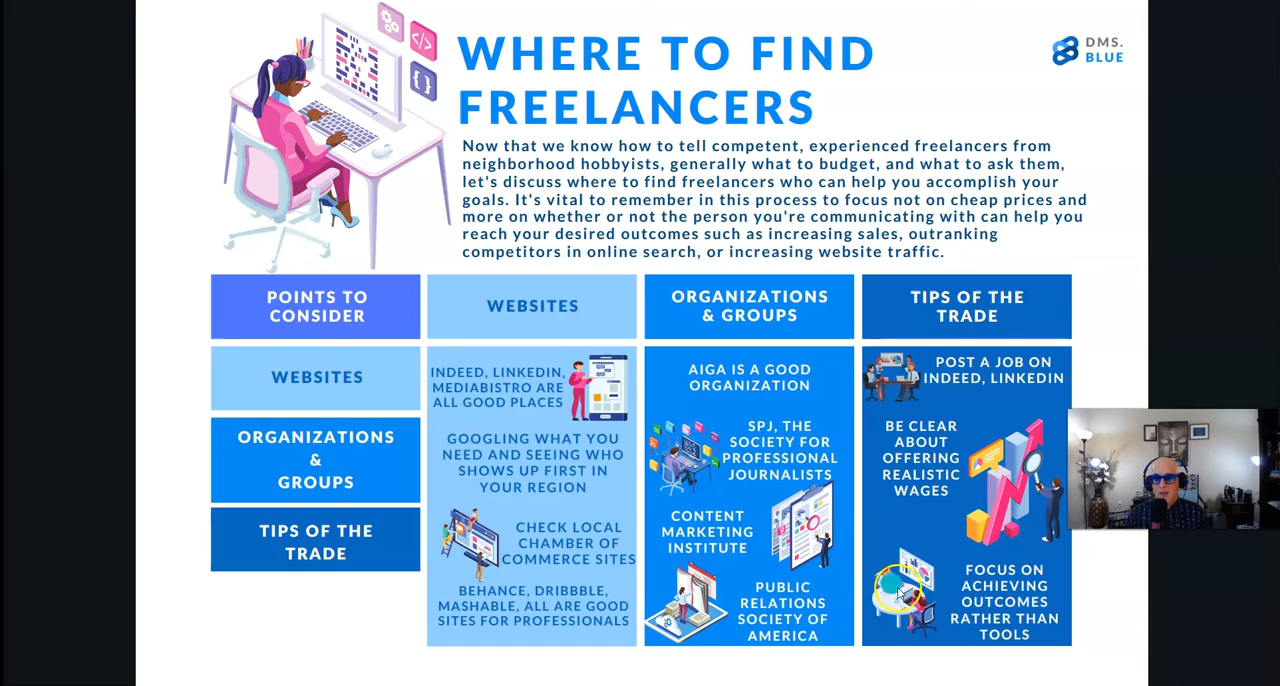 WHERE TO FIND
FREELANCERS
DMS.
BLUE
Now that we know how to tell competent, experienced freelancers from
neighborhood hobbyists, generally what to budget, and what to ask them,
let's discuss where to find freelancers who can help you accomplish your
goals. It's vital to remember in this process to focus not on cheap prices and
more on whether or not the person you're communicating with can help you
reach your desired outcomes such as increasing sales, outranking
competitors in online search, or increasing website traffic.
POINTS TO
CONSIDER
WEBSITES
ORGANIZATIONS
& GROUPS
TIPS OF THE
TRADE
WEBSITES
ORGANIZATIONS
&
GROUPS
TIPS OF THE
TRADE
INDEED, LINKEDIN,
MEDIABISTRO ARE
ALL GOOD PLACES
GOOGLING WHAT YOU
NEED AND SEEING WHO
SHOWS UP FIRST IN
YOUR REGION
CHECK LOCAL
CHAMBER OF
COMMERCE SITES
BEHANCE, DRIBBBLE,
MASHABLE, ALL ARE GOOD
SITES FOR PROFESSIONALS
AIGA IS A GOOD
ORGANIZATION
SPJ, THE
SOCIETY FOR
PROFESSIONAL
JOURNALISTS
CONTENT
MARKETING
INSTITUTE
PUBLIC
RELATIONS
SOCIETY OF
AMERICA
POST A JOB ON
INDEED, LINKEDIN
BE CLEAR
ABOUT
OFFERING
REALISTIC
WAGES
FOCUS ON
ACHIEVING
OUTCOMES
RATHER THAN
TOOLS